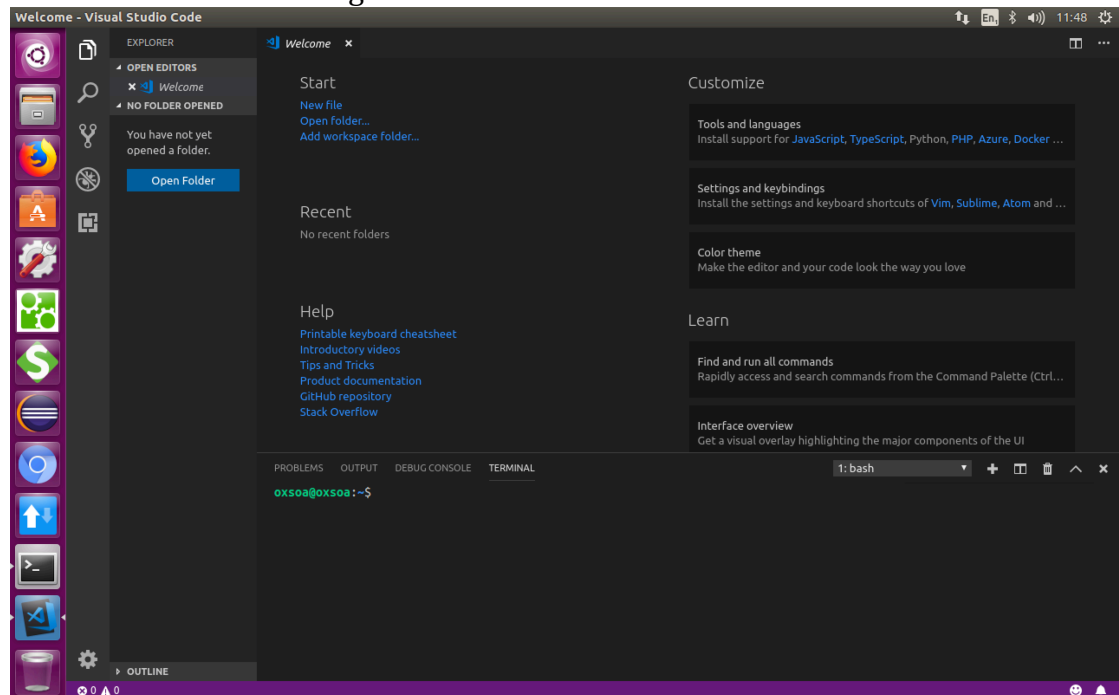 Welcome - Visual Studio Code
En
11:48
EXPLORER
OPEN EDITORS
Welcome
NO FOLDER OPENED
You have not yet
opened a folder.
Open Folder
OUTLINE
Welcome
Start
New file
Open folder...
Add workspace folder...
Recent
No recent folders
Help
Printable keyboard cheatsheet
Introductory videos
Tips and Tricks
Product documentation
GitHub repository
Stack Overflow
Customize
Tools and languages
Install support for JavaScript, TypeScript, Python, PHP, Azure, Docker ...
Settings and keybindings
Install the settings and keyboard shortcuts of Vim, Sublime, Atom and ...
Color theme
Make the editor and your code look the way you love
Learn
Find and run all commands
Rapidly access and search commands from the Command Palette (Ctrl...
Interface overview
Get a visual overlay highlighting the major components of the UI
PROBLEMS OUTPUT DEBUG CONSOLE TERMINAL 1: bash
oxsoa@oxsoa:~$
0 0